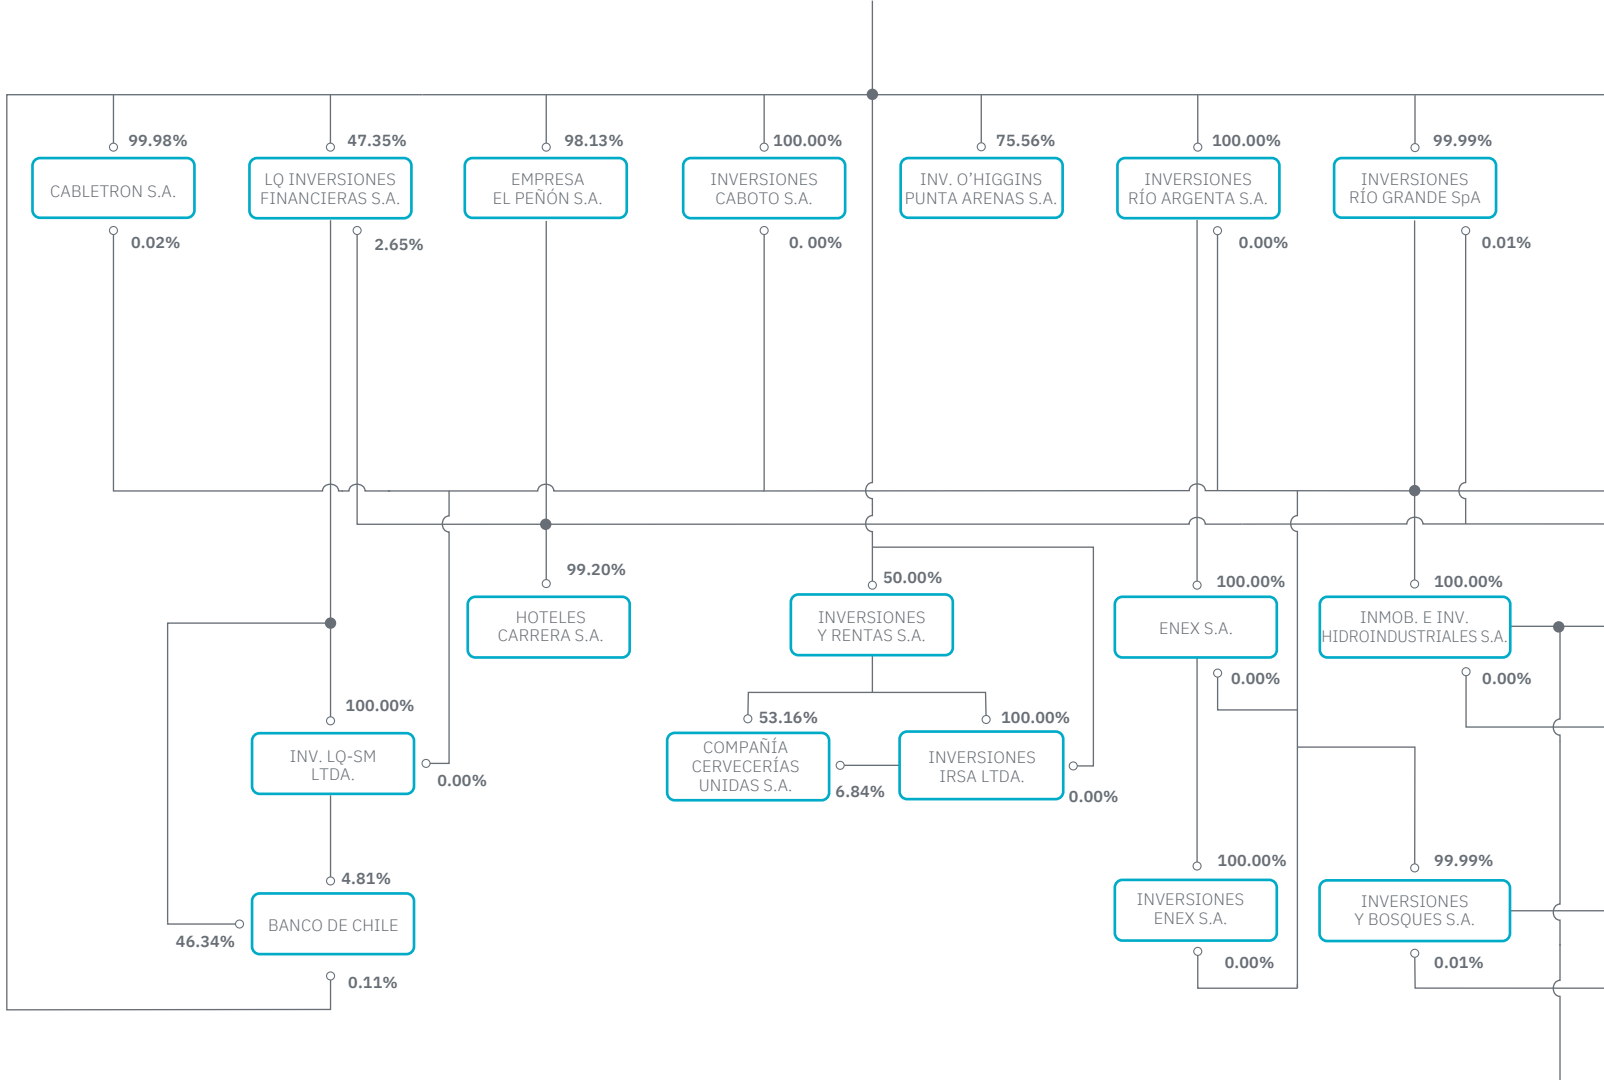 99.98%
47.35%
98.13%
100.00%
75.56%
100.00%
99.99%
CABLETRON S.A.
LQ INVERSIONES
FINANCIERAS S.A.
EMPRESA
EL PEÑÓN S.A.
INVERSIONES
CABOTO S.A.
INV. O’HIGGINS
PUNTA ARENAS S.A.
INVERSIONES
RÍO ARGENTA S.A.
INVERSIONES
RÍO GRANDE SpA
0.02%
2.65%
0. 00%
0.00%
0.01%
99.20%
50.00%
100.00%
100.00%
HOTELES
CARRERA S.A.
INVERSIONES
Y RENTAS S.A.
ENEX S.A.
INMOB. E INV.
HIDROINDUSTRIALES S.A.
0.00%
0.00%
100.00%
53.16%
100.00%
INV. LQ-SM
LTDA.
COMPAÑÍA
CERVECERÍAS
UNIDAS S.A.
INVERSIONES
IRSA LTDA.
0.00%
6.84%
0.00%
4.81%
100.00%
99.99%
BANCO DE CHILE
INVERSIONES
ENEX S.A.
INVERSIONES
Y BOSQUES S.A.
46.34%
0.11%
0.00%
0.01%